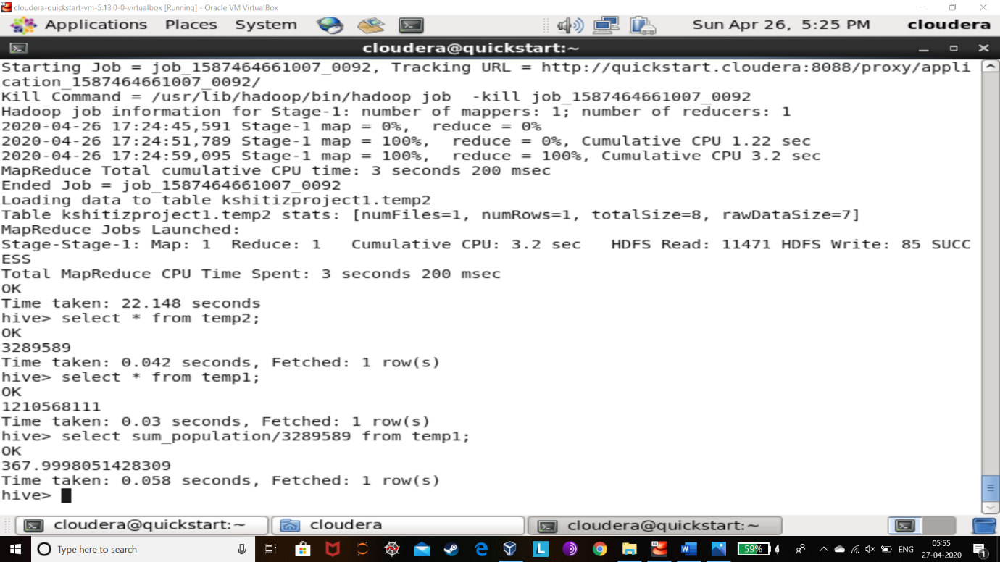 cloudera-quickstart-vm-5.13.0-0-virtualbox [Running] - Oracle VM VirtualBox
Applications Places System Sun Apr 26, 5:25 PM cloudera
cloudera@quickstart:~
Starting Job = job_1587464661007_0092, Tracking URL = http://quickstart.cloudera:8088/proxy/appli
cation_1587464661007_0092/
Kill Command = /usr/lib/hadoop/bin/hadoop job  -kill job_1587464661007_0092
Hadoop job information for Stage-1: number of mappers: 1; number of reducers: 1
2020-04-26 17:24:45,591 Stage-1 map = 0%,  reduce = 0%
2020-04-26 17:24:51,789 Stage-1 map = 100%,  reduce = 0%, Cumulative CPU 1.22 sec
2020-04-26 17:24:59,095 Stage-1 map = 100%,  reduce = 100%, Cumulative CPU 3.2 sec
MapReduce Total cumulative CPU time: 3 seconds 200 msec
Ended Job = job_1587464661007_0092
Loading data to table kshitizproject1.temp2
Table kshitizproject1.temp2 stats: [numFiles=1, numRows=1, totalSize=8, rawDataSize=7]
MapReduce Jobs Launched:
Stage-Stage-1: Map: 1  Reduce: 1   Cumulative CPU: 3.2 sec   HDFS Read: 11471 HDFS Write: 85 SUCC
ESS
Total MapReduce CPU Time Spent: 3 seconds 200 msec
OK
Time taken: 22.148 seconds
hive> select * from temp2;
OK
3289589
Time taken: 0.042 seconds, Fetched: 1 row(s)
hive> select * from temp1;
OK
1210568111
Time taken: 0.03 seconds, Fetched: 1 row(s)
hive> select sum_population/3289589 from temp1;
OK
367.9998051428309
Time taken: 0.058 seconds, Fetched: 1 row(s)
hive>
cloudera@quickstart:~ cloudera cloudera@quickstart:~
Type here to search 59% ENG 05:55
27-04-2020